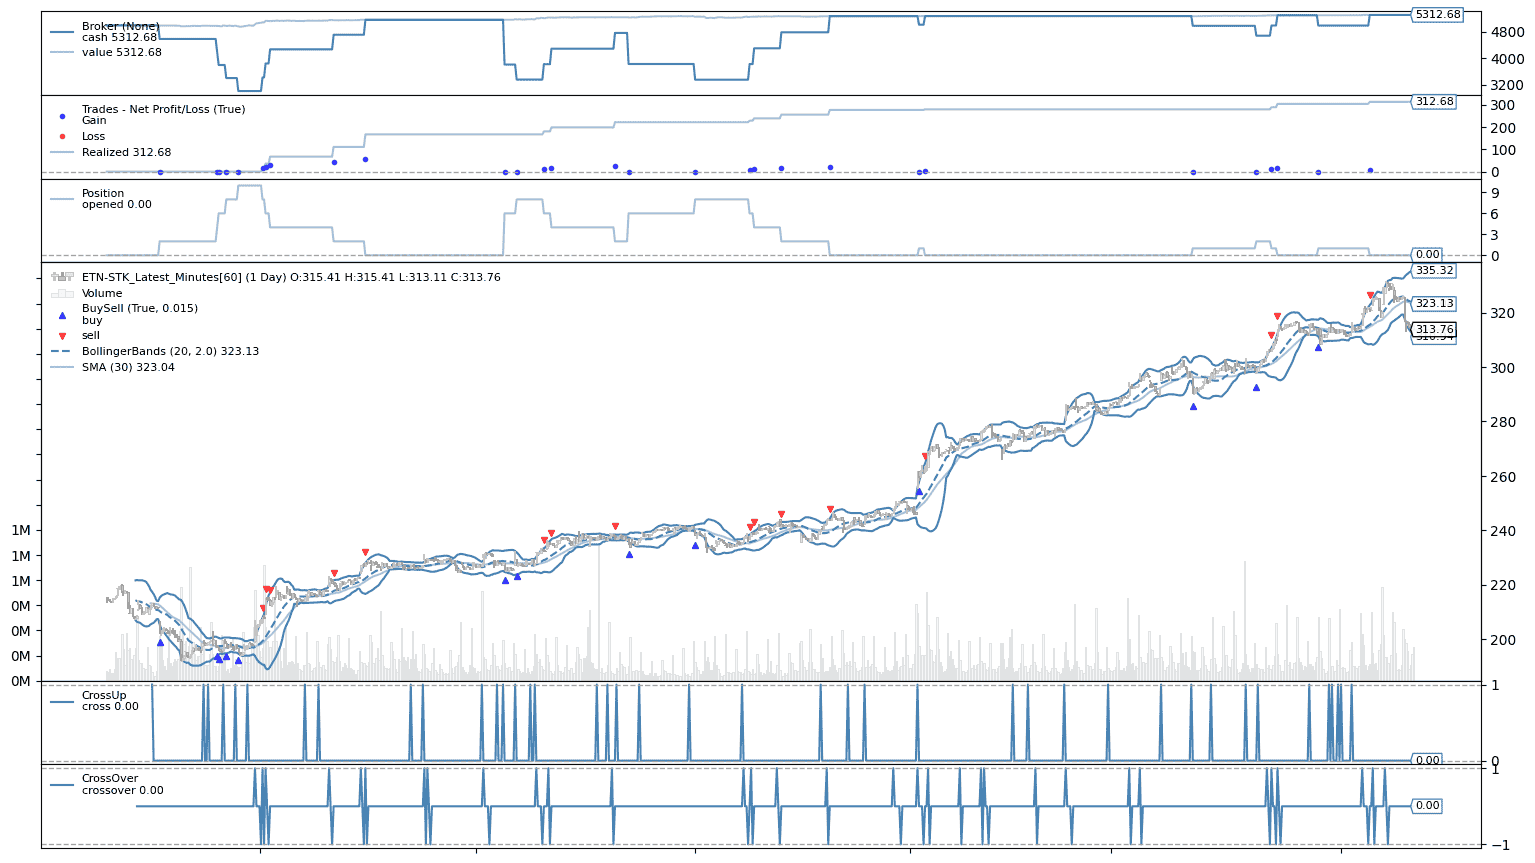 Broker (None)
cash 5312.68
value 5312.68
5312.68
4800
4000
3200
Trades - Net Profit/Loss (True)
Gain
Loss
Realized 312.68
312.68
300
200
100
0
Position
opened 0.00
9
6
3
0
0.00
ETN-STK_Latest_Minutes[60] (1 Day) O:315.41 H:315.41 L:313.11 C:313.76
Volume
BuySell (True, 0.015)
buy
sell
BollingerBands (20, 2.0) 323.13
SMA (30) 323.04
335.32
323.13
313.76
320
300
280
260
240
220
200
1M
1M
1M
0M
0M
0M
0M
CrossUp
cross 0.00
1
0
0.00
CrossOver
crossover 0.00
1
0.00
−1